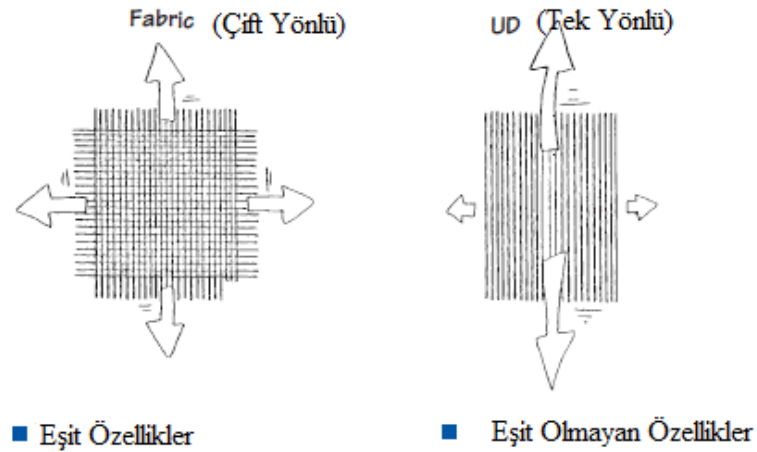 Fabric (Çift Yönlü)
UD (Tek Yönlü)
Eşit Özellikler
Eşit Olmayan Özellikler